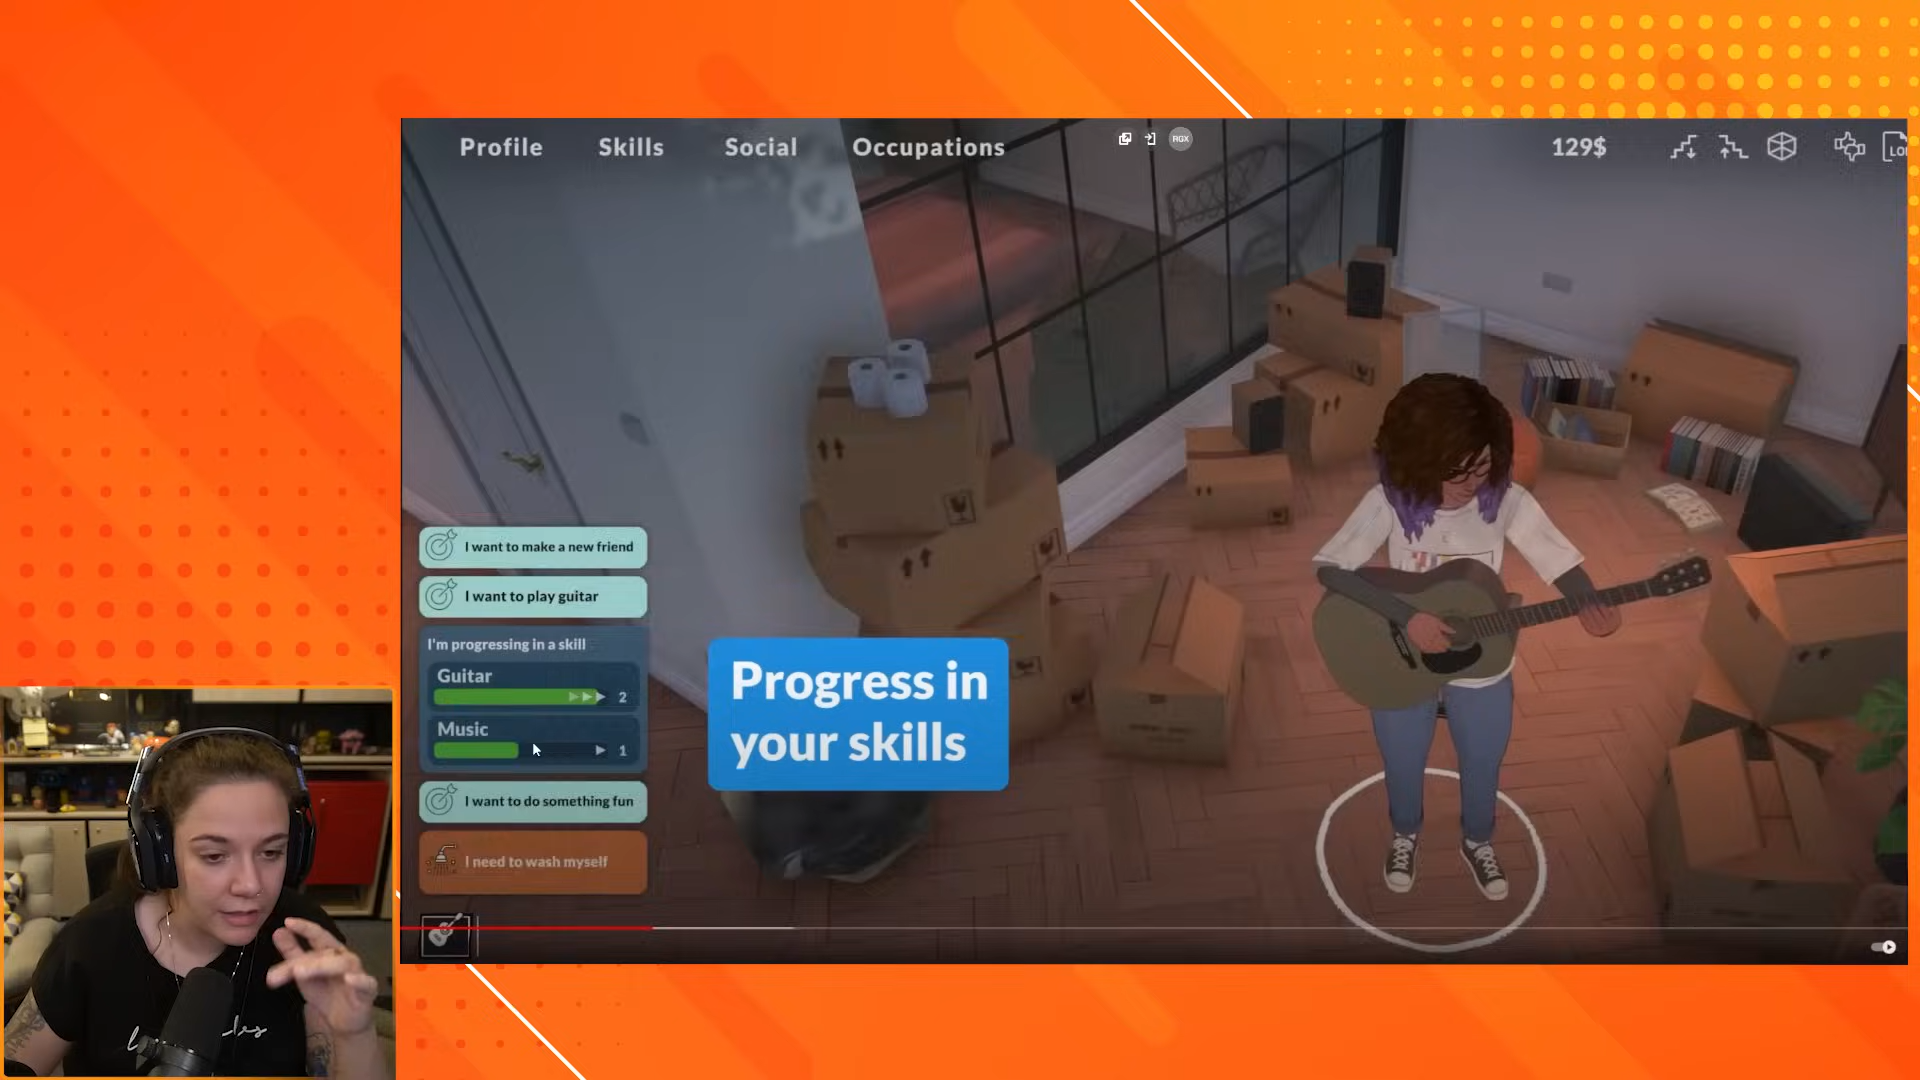 Profile
Skills
Social
Occupations
RGX
129$
I want to make a new friend
I want to play guitar
I'm progressing in a skill
Guitar
2
Music
1
I want to do something fun
I need to wash myself
Progress in
your skills